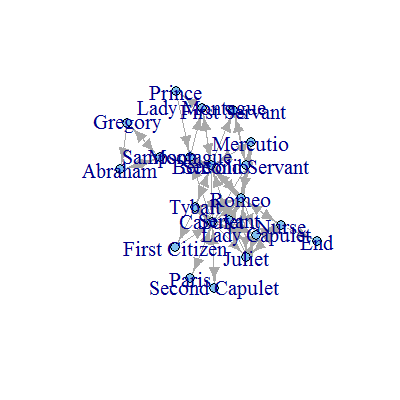 Prince
Lady Montague
First Servant
Gregory
Mercutio
Sampson
Montague
Abraham
Benvolio
Second Servant
Romeo
Tybalt
Capulet
Servant
Nurse
Lady Capulet
End
First Citizen
Juliet
Paris
Second Capulet